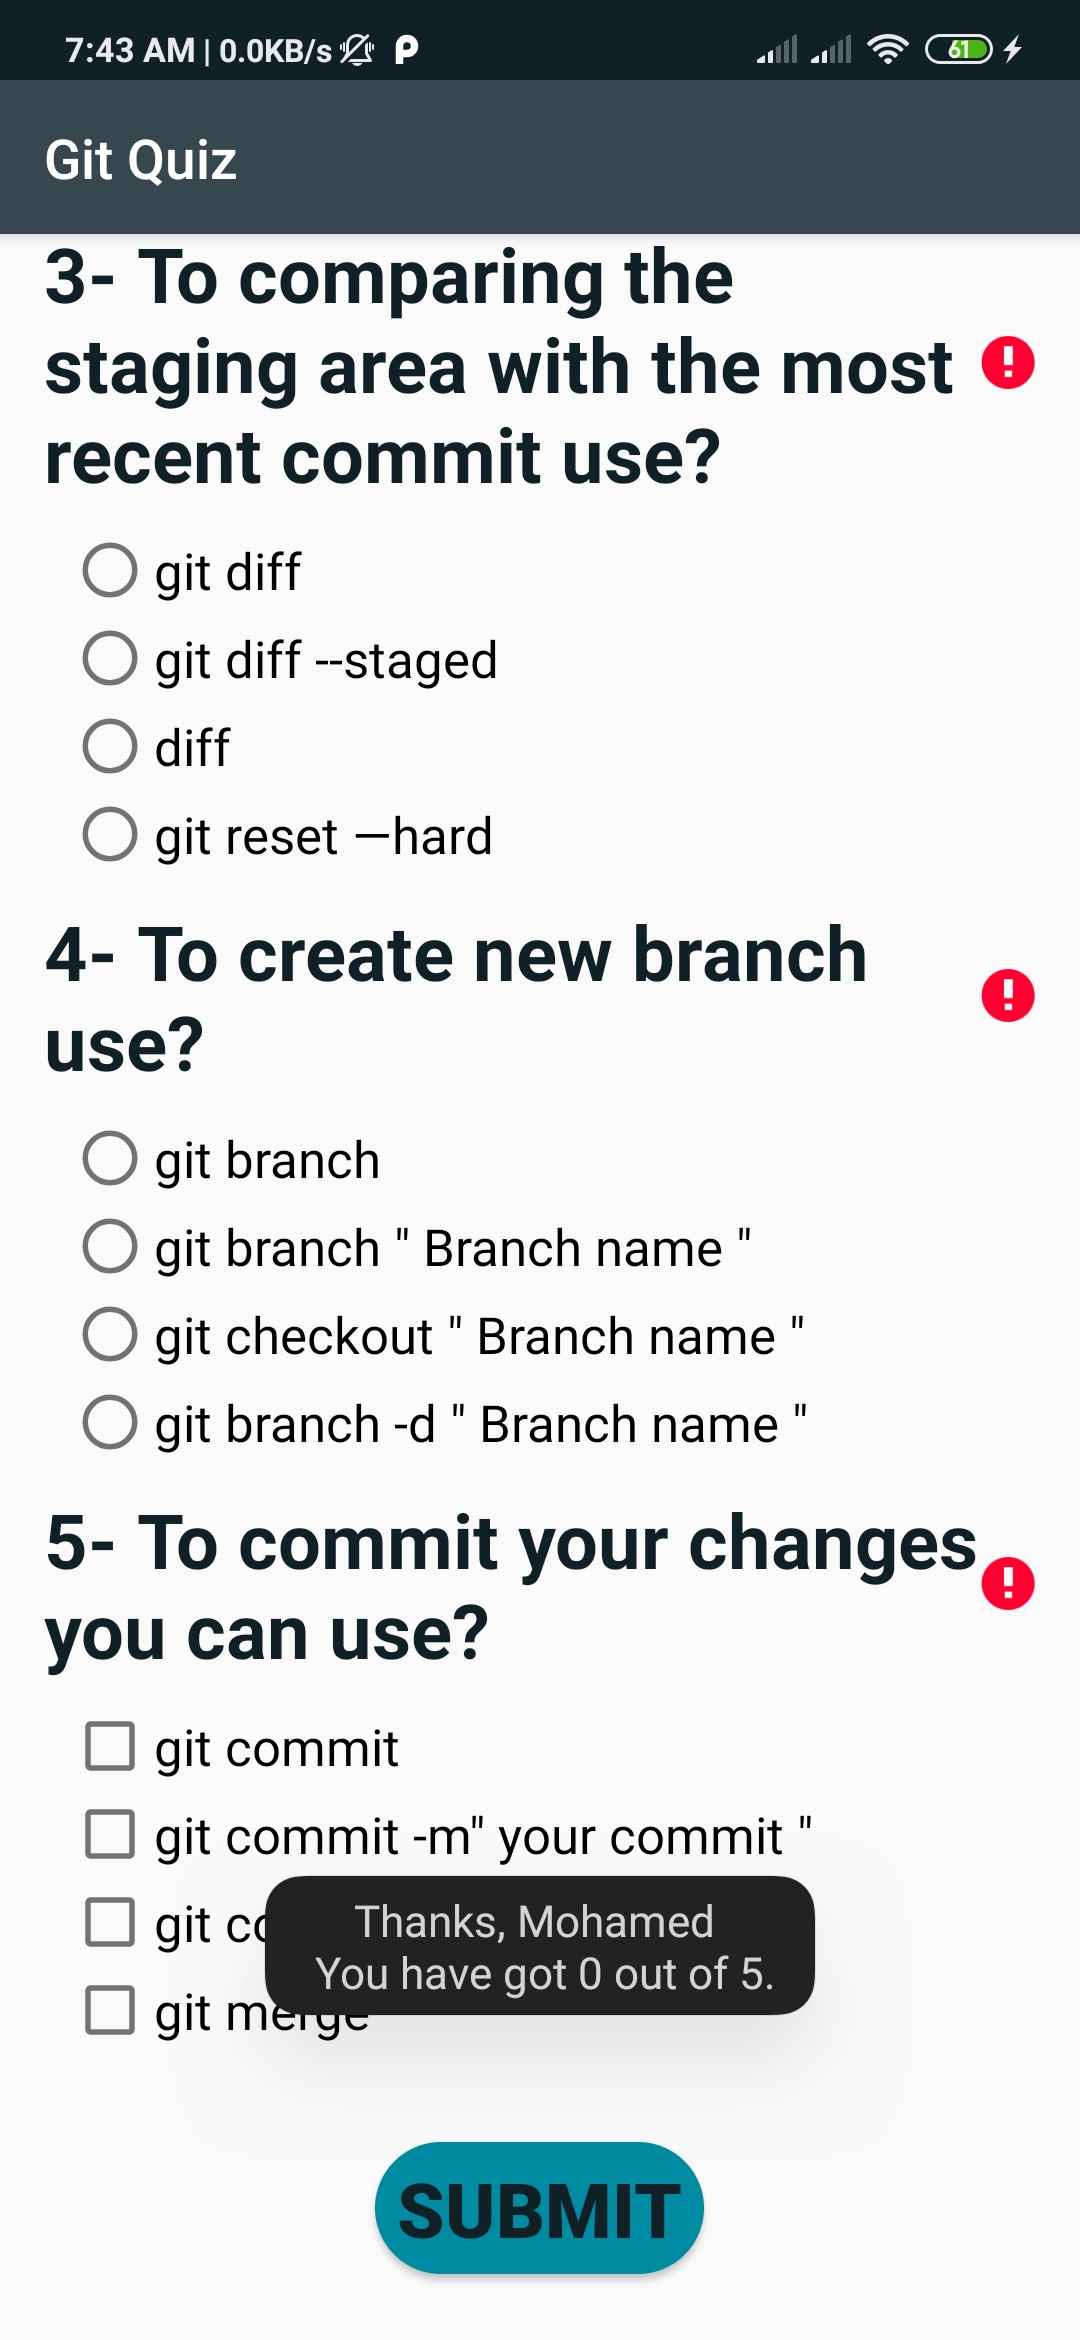 7:43 AM | 0.0KB/s
61
Git Quiz
3- To comparing the
staging area with the most
recent commit use?
git diff
git diff --staged
diff
git reset —hard
4- To create new branch
use?
git branch
git branch " Branch name "
git checkout " Branch name "
git branch -d " Branch name "
5- To commit your changes
you can use?
git commit
git commit -m" your commit "
git
Thanks, Mohamed
You have got 0 out of 5.
git merge
SUBMIT